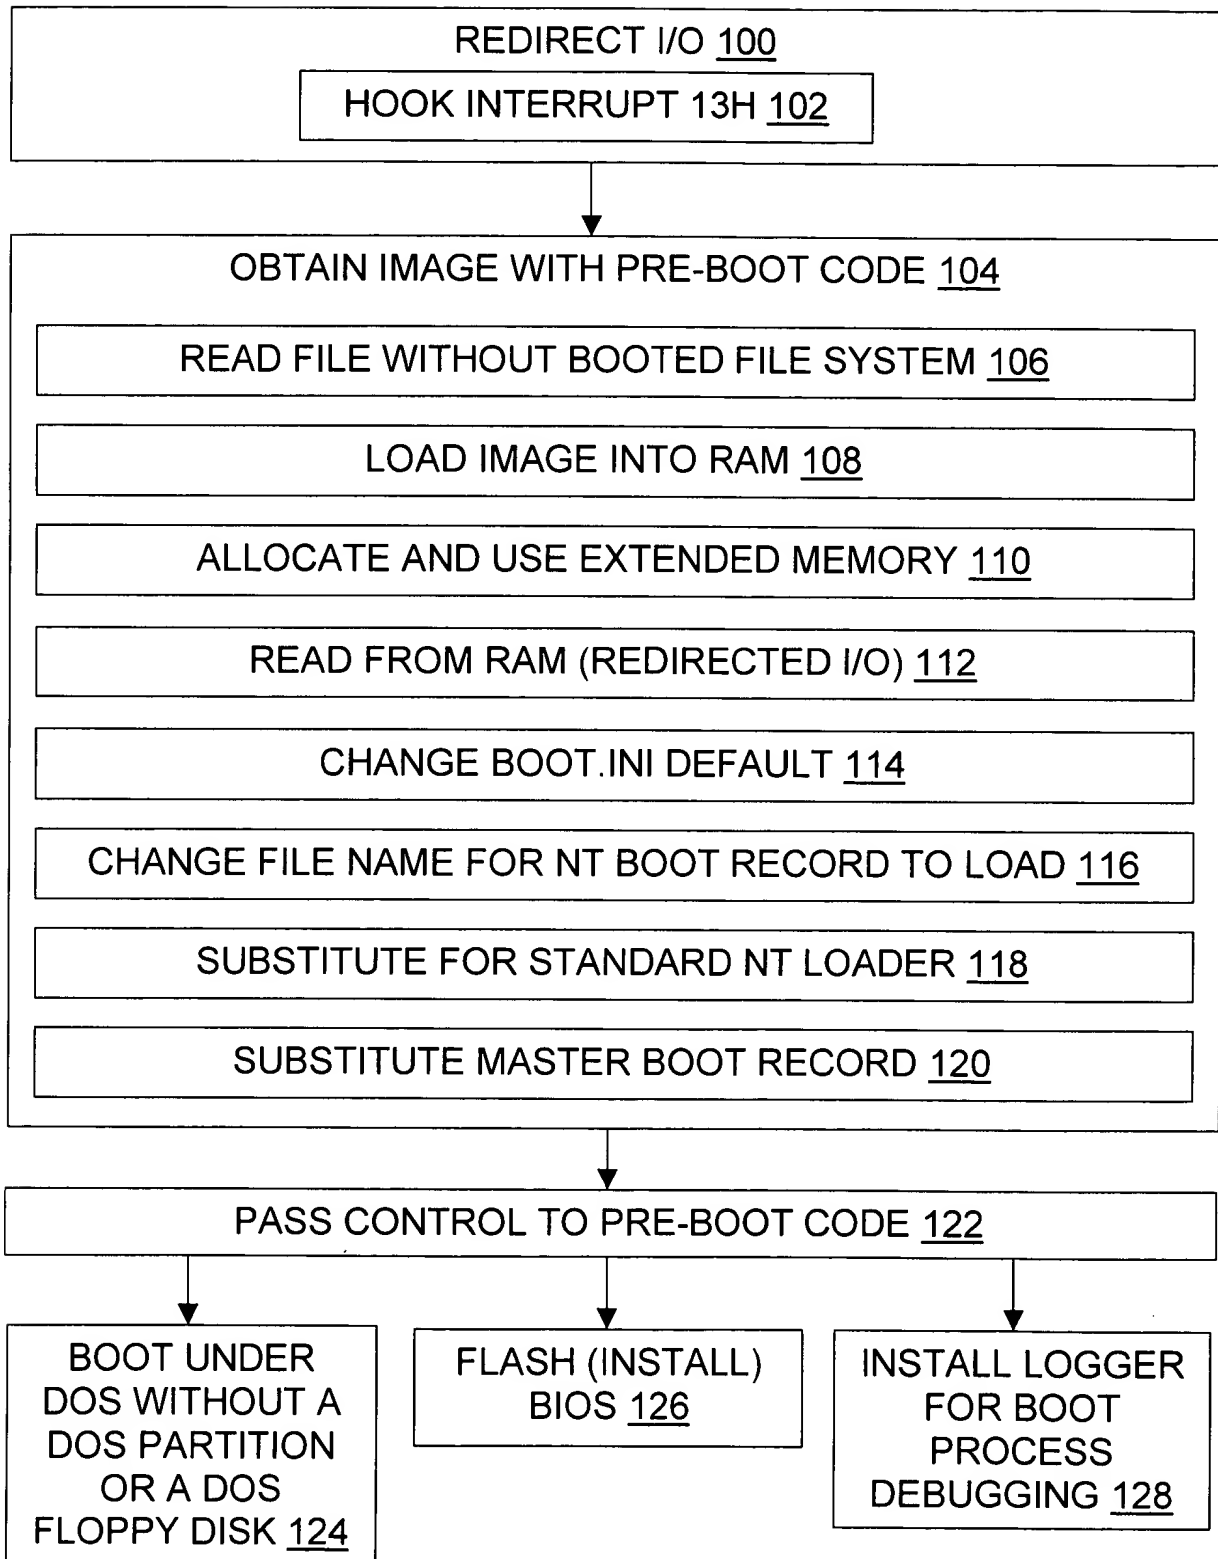 REDIRECT I/O 100
HOOK INTERRUPT 13H 102
OBTAIN IMAGE WITH PRE-BOOT CODE 104
READ FILE WITHOUT BOOTED FILE SYSTEM 106
LOAD IMAGE INTO RAM 108
ALLOCATE AND USE EXTENDED MEMORY 110
READ FROM RAM (REDIRECTED I/O) 112
CHANGE BOOT.INI DEFAULT 114
CHANGE FILE NAME FOR NT BOOT RECORD TO LOAD 116
SUBSTITUTE FOR STANDARD NT LOADER 118
SUBSTITUTE MASTER BOOT RECORD 120
PASS CONTROL TO PRE-BOOT CODE 122
BOOT UNDER
DOS WITHOUT A
DOS PARTITION
OR A DOS
FLOPPY DISK 124
FLASH (INSTALL)
BIOS 126
INSTALL LOGGER
FOR BOOT
PROCESS
DEBUGGING 128